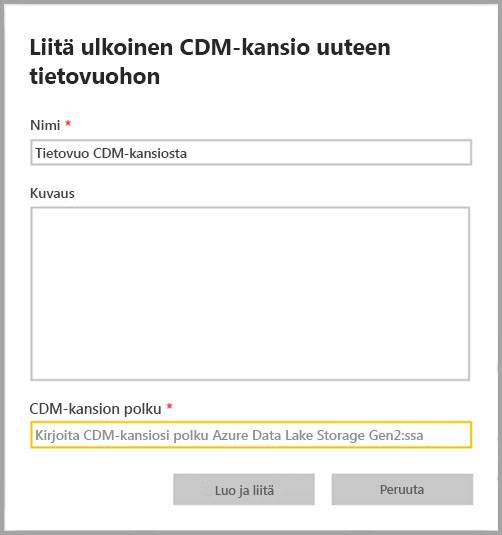 Liitä ulkoinen CDM-kansio uuteen
tietovuohon
Nimi *
Tietovuo CDM-kansiosta
Kuvaus
CDM-kansion polku *
Kirjoita CDM-kansiosi polku Azure Data Lake Storage Gen2:ssa
Luo ja liitä
Peruuta